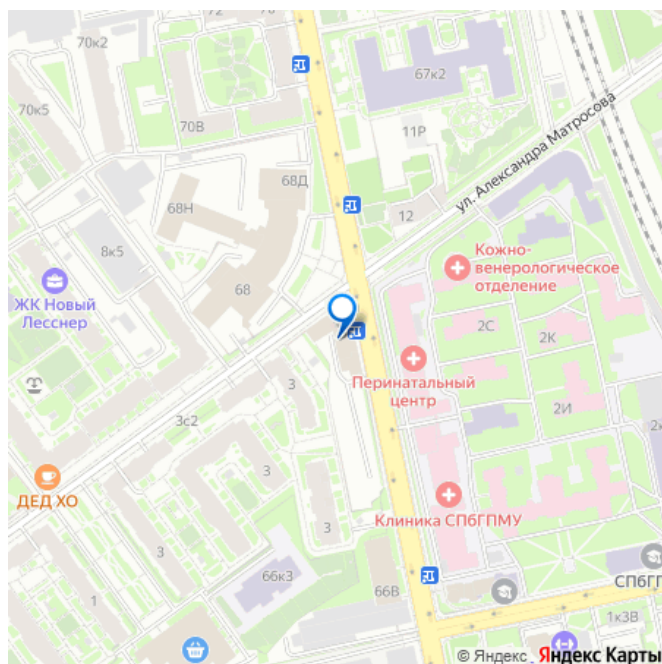 72
70
70к2
67к2
70к5
70В
11Р
ул. Александра Матросова
68Д
68Н
12
8к5
Кожно-
венерологическое
отделение
68
ЖК Новый
Лесснер
2С
2К
Перинатальный
центр
3
3с2
2И
3
ДЕД ХО
Клиника СПбГПМУ
3
3
66к3
66В
СПбГП
1
1к3В
© Яндекс Яндекс Карты